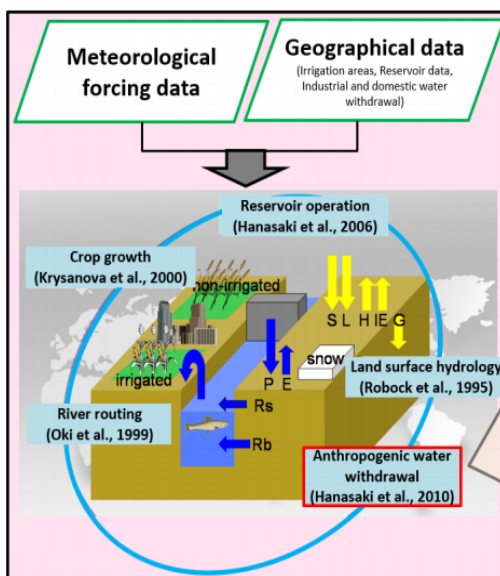 Meteorological
forcing data
Geographical data
(Irrigation areas, Reservoir data,
Industrial and domestic water
withdrawal)
Reservoir operation
(Hanasaki et al., 2006)
Crop growth
(Krysanova et al., 2000)
non-irrigated
S L H lE G
snow
Land surface hydrology
(Robock et al., 1995)
irrigated
P E
River routing
(Oki et al., 1999)
Rs
Rb
Anthropogenic water
withdrawal
(Hanasaki et al., 2010)